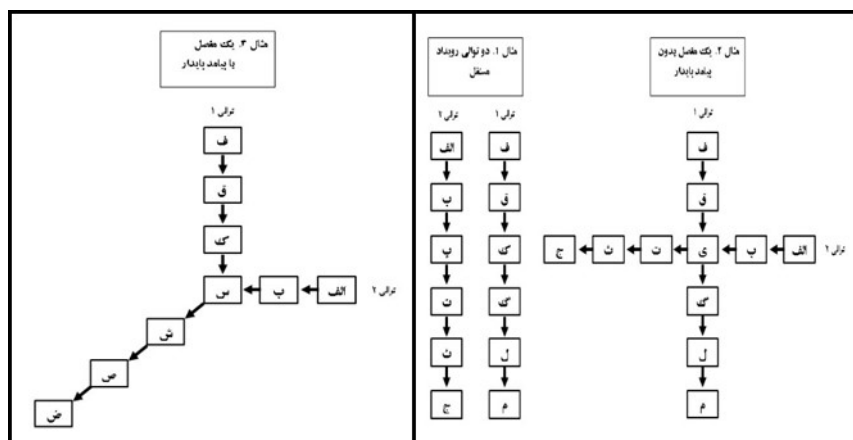 مثال ۲. یک مفصل بدون
پیامد پایدار
توالی ۱
ف
ق
توالی ۲ الف ب ی ت ث ج
گ
ل
م
مثال ۱. دو توالی رویداد
مستقل
توالی ۱ توالی ۲
ف الف
ق ب
ک پ
گ ت
ل ث
م ج
مثال ۳. یک مفصل
با پیامد پایدار
توالی ۱
ف
ق
ک
توالی ۲ الف ب س
ش
ص
ض